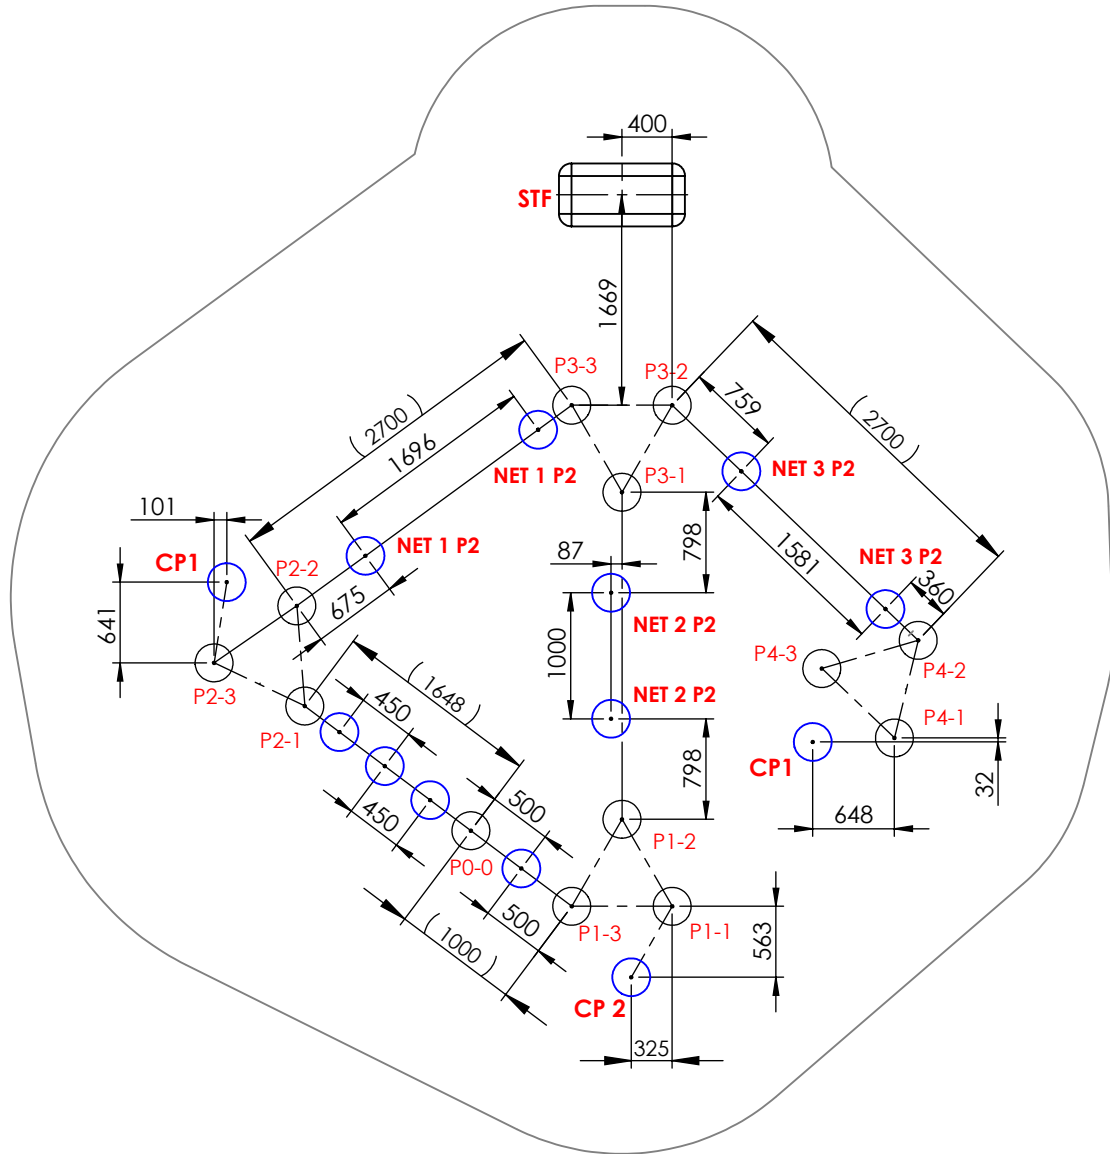 400
STF
1669
P3-3
P3-2
( 2700 )
759
( 2700 )
1696
NET 1 P2
NET 3 P2
P3-1
101
NET 1 P2
798
1581
NET 3 P2
CP1
87
P2-2
675
360
641
NET 2 P2
1000
( 1648 )
P4-3
P4-2
P2-3
450
NET 2 P2
P2-1
P4-1
798
CP1
32
500
450
648
P1-2
P0-0
500
P1-3
P1-1
( 1000 )
563
CP 2
325